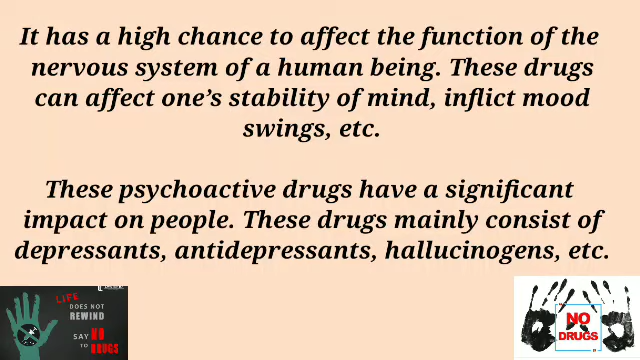 It has a high chance to affect the function of the
nervous system of a human being. These drugs
can affect one’s stability of mind, inflict mood
swings, etc.
These psychoactive drugs have a significant
impact on people. These drugs mainly consist of
depressants, antidepressants, hallucinogens, etc.
LIFE
DOES NOT
REWIND
SAY NO
TO DRUGS
NO
DRUGS